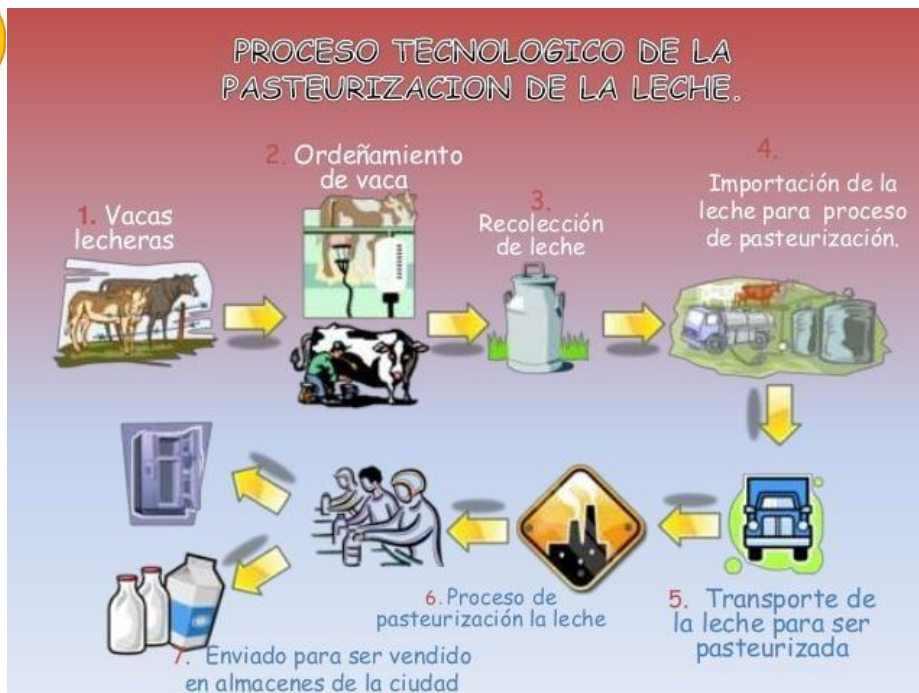 PROCESO TECNOLOGICO DE LA
PASTEURIZACION DE LA LECHE.
1. Vacas
lecheras
2. Ordeñamiento
de vaca
3.
Recolección
de leche
4.
Importación de la
leche para proceso
de pasteurización.
5. Transporte de
la leche para ser
pasteurizada
6. Proceso de
pasteurización la leche
7. Enviado para ser vendido
en almacenes de la ciudad